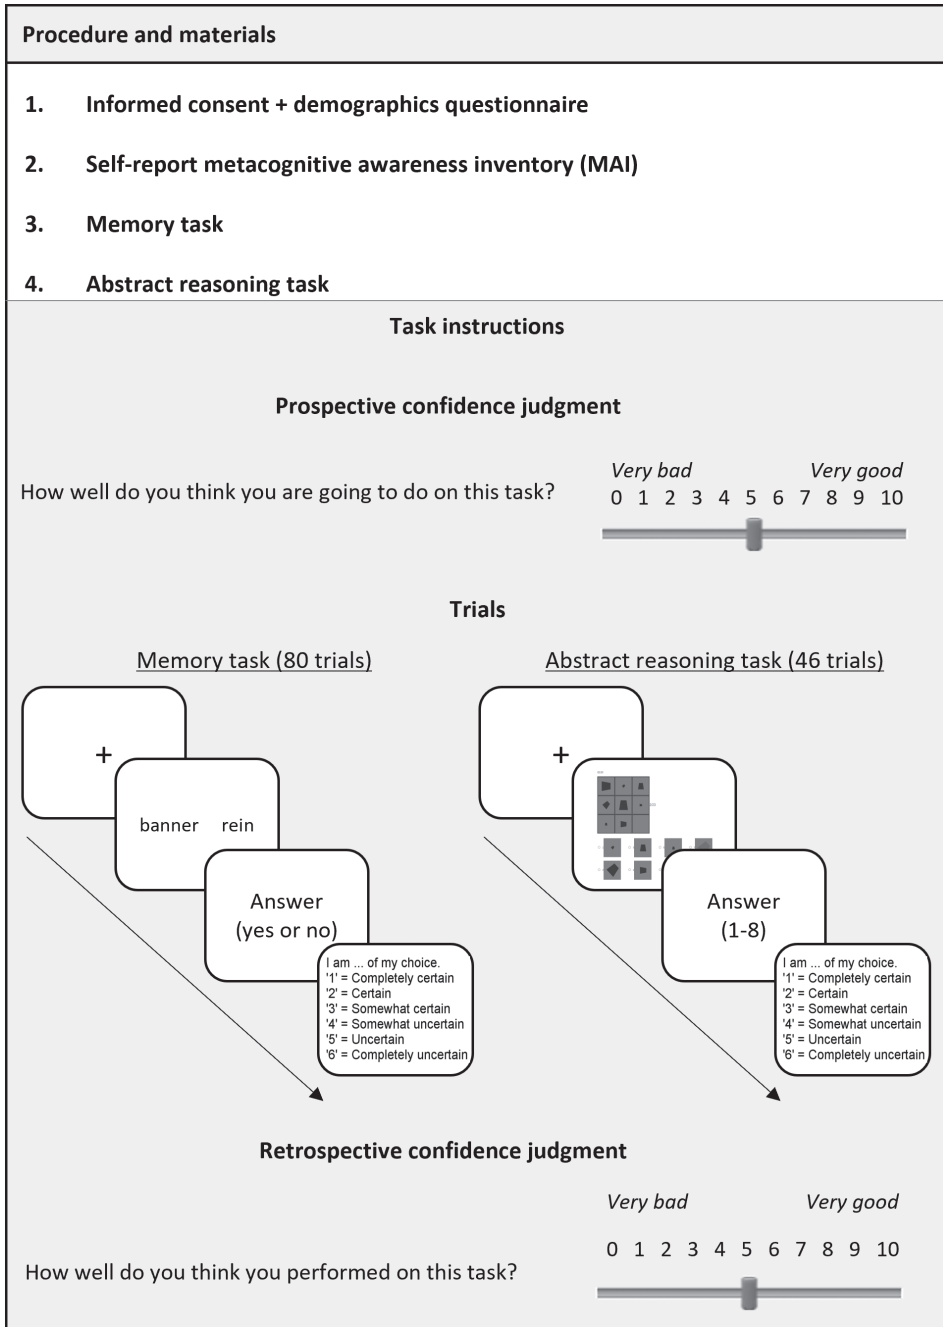 Procedure and materials
1. Informed consent + demographics questionnaire
2. Self-report metacognitive awareness inventory (MAI)
3. Memory task
4. Abstract reasoning task
Task instructions
Prospective confidence judgment
Very bad Very good
How well do you think you are going to do on this task?
0 1 2 3 4 5 6 7 8 9 10
Trials
Memory task (80 trials)
+
banner rein
Answer
(yes or no)
I am ... of my choice.
'1' = Completely certain
'2' = Certain
'3' = Somewhat certain
'4' = Somewhat uncertain
'5' = Uncertain
'6' = Completely uncertain
Abstract reasoning task (46 trials)
+
Answer
(1-8)
I am ... of my choice.
'1' = Completely certain
'2' = Certain
'3' = Somewhat certain
'4' = Somewhat uncertain
'5' = Uncertain
'6' = Completely uncertain
Retrospective confidence judgment
Very bad Very good
0 1 2 3 4 5 6 7 8 9 10
How well do you think you performed on this task?